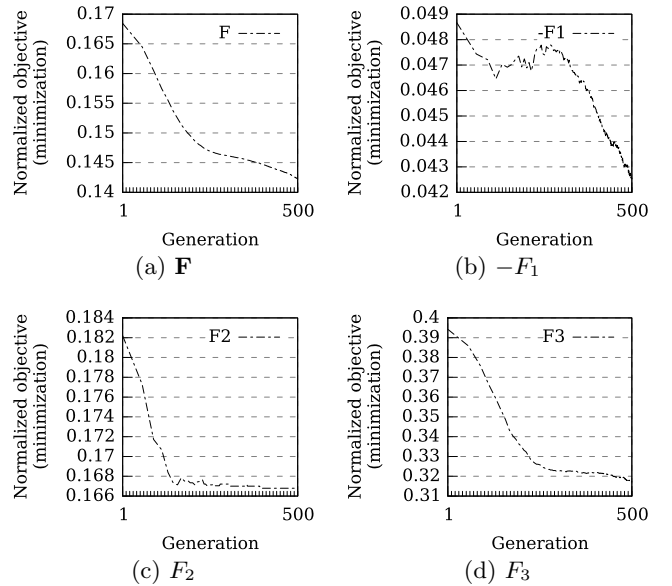 Normalized objective
(minimization)
0.17
0.165
0.16
0.155
0.15
0.145
0.14
F
1
500
Generation
(a) F
Normalized objective
(minimization)
0.049
0.048
0.047
0.046
0.045
0.044
0.043
0.042
-F1
1
500
Generation
(b) −F₁
Normalized objective
(minimization)
0.184
0.182
0.18
0.178
0.176
0.174
0.172
0.17
0.168
0.166
F2
1
500
Generation
(c) F₂
Normalized objective
(minimization)
0.4
0.39
0.38
0.37
0.36
0.35
0.34
0.33
0.32
0.31
F3
1
500
Generation
(d) F₃